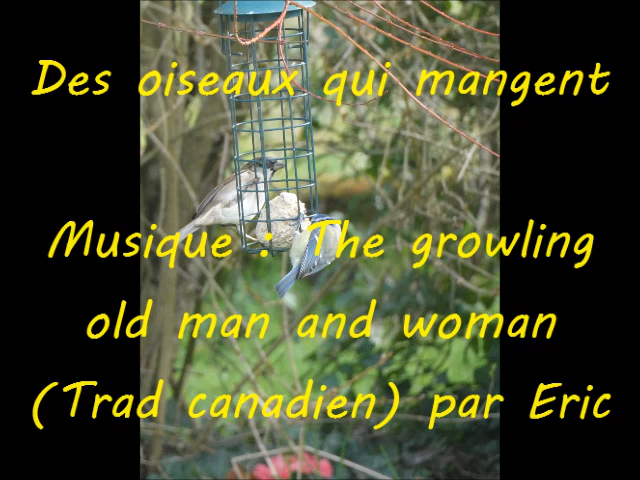 Des oiseaux qui mangent
Musique : The growling
old man and woman
(Trad canadien) par Eric